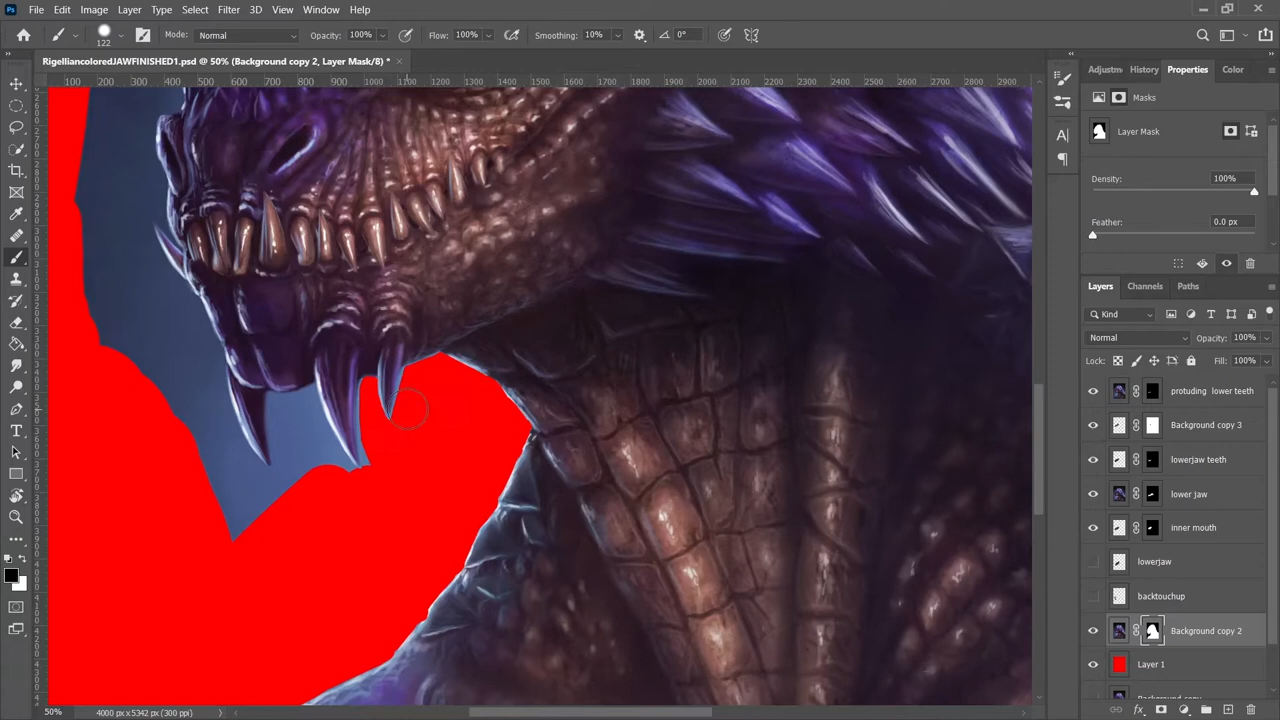 Ps File Edit Image Layer Type Select Filter 3D View Window Help
122 Mode: Normal Opacity: 100% Flow: 100% Smoothing: 10% 0°
RigelliancoloredJAWFINISHED1.psd @ 50% (Background copy 2, Layer Mask/8) *
100 200 300 400 500 600 700 800 900 1000 1100 1200 1300 1400 1500 1600 1700 1800 1900 2000 2100 2200 2300 2400 2500 2600 2700 2800 2900
Adjustm History Properties Color
Masks
Layer Mask
Density: 100%
Feather: 0.0 px
Layers Channels Paths
Kind
Normal Opacity: 100%
Lock: Fill: 100%
protuding lower teeth
Background copy 3
lowerjaw teeth
lower jaw
inner mouth
lowerjaw
backtouchup
Background copy 2
Layer 1
Background copy
50% 4000 px x 5342 px (300 ppi)